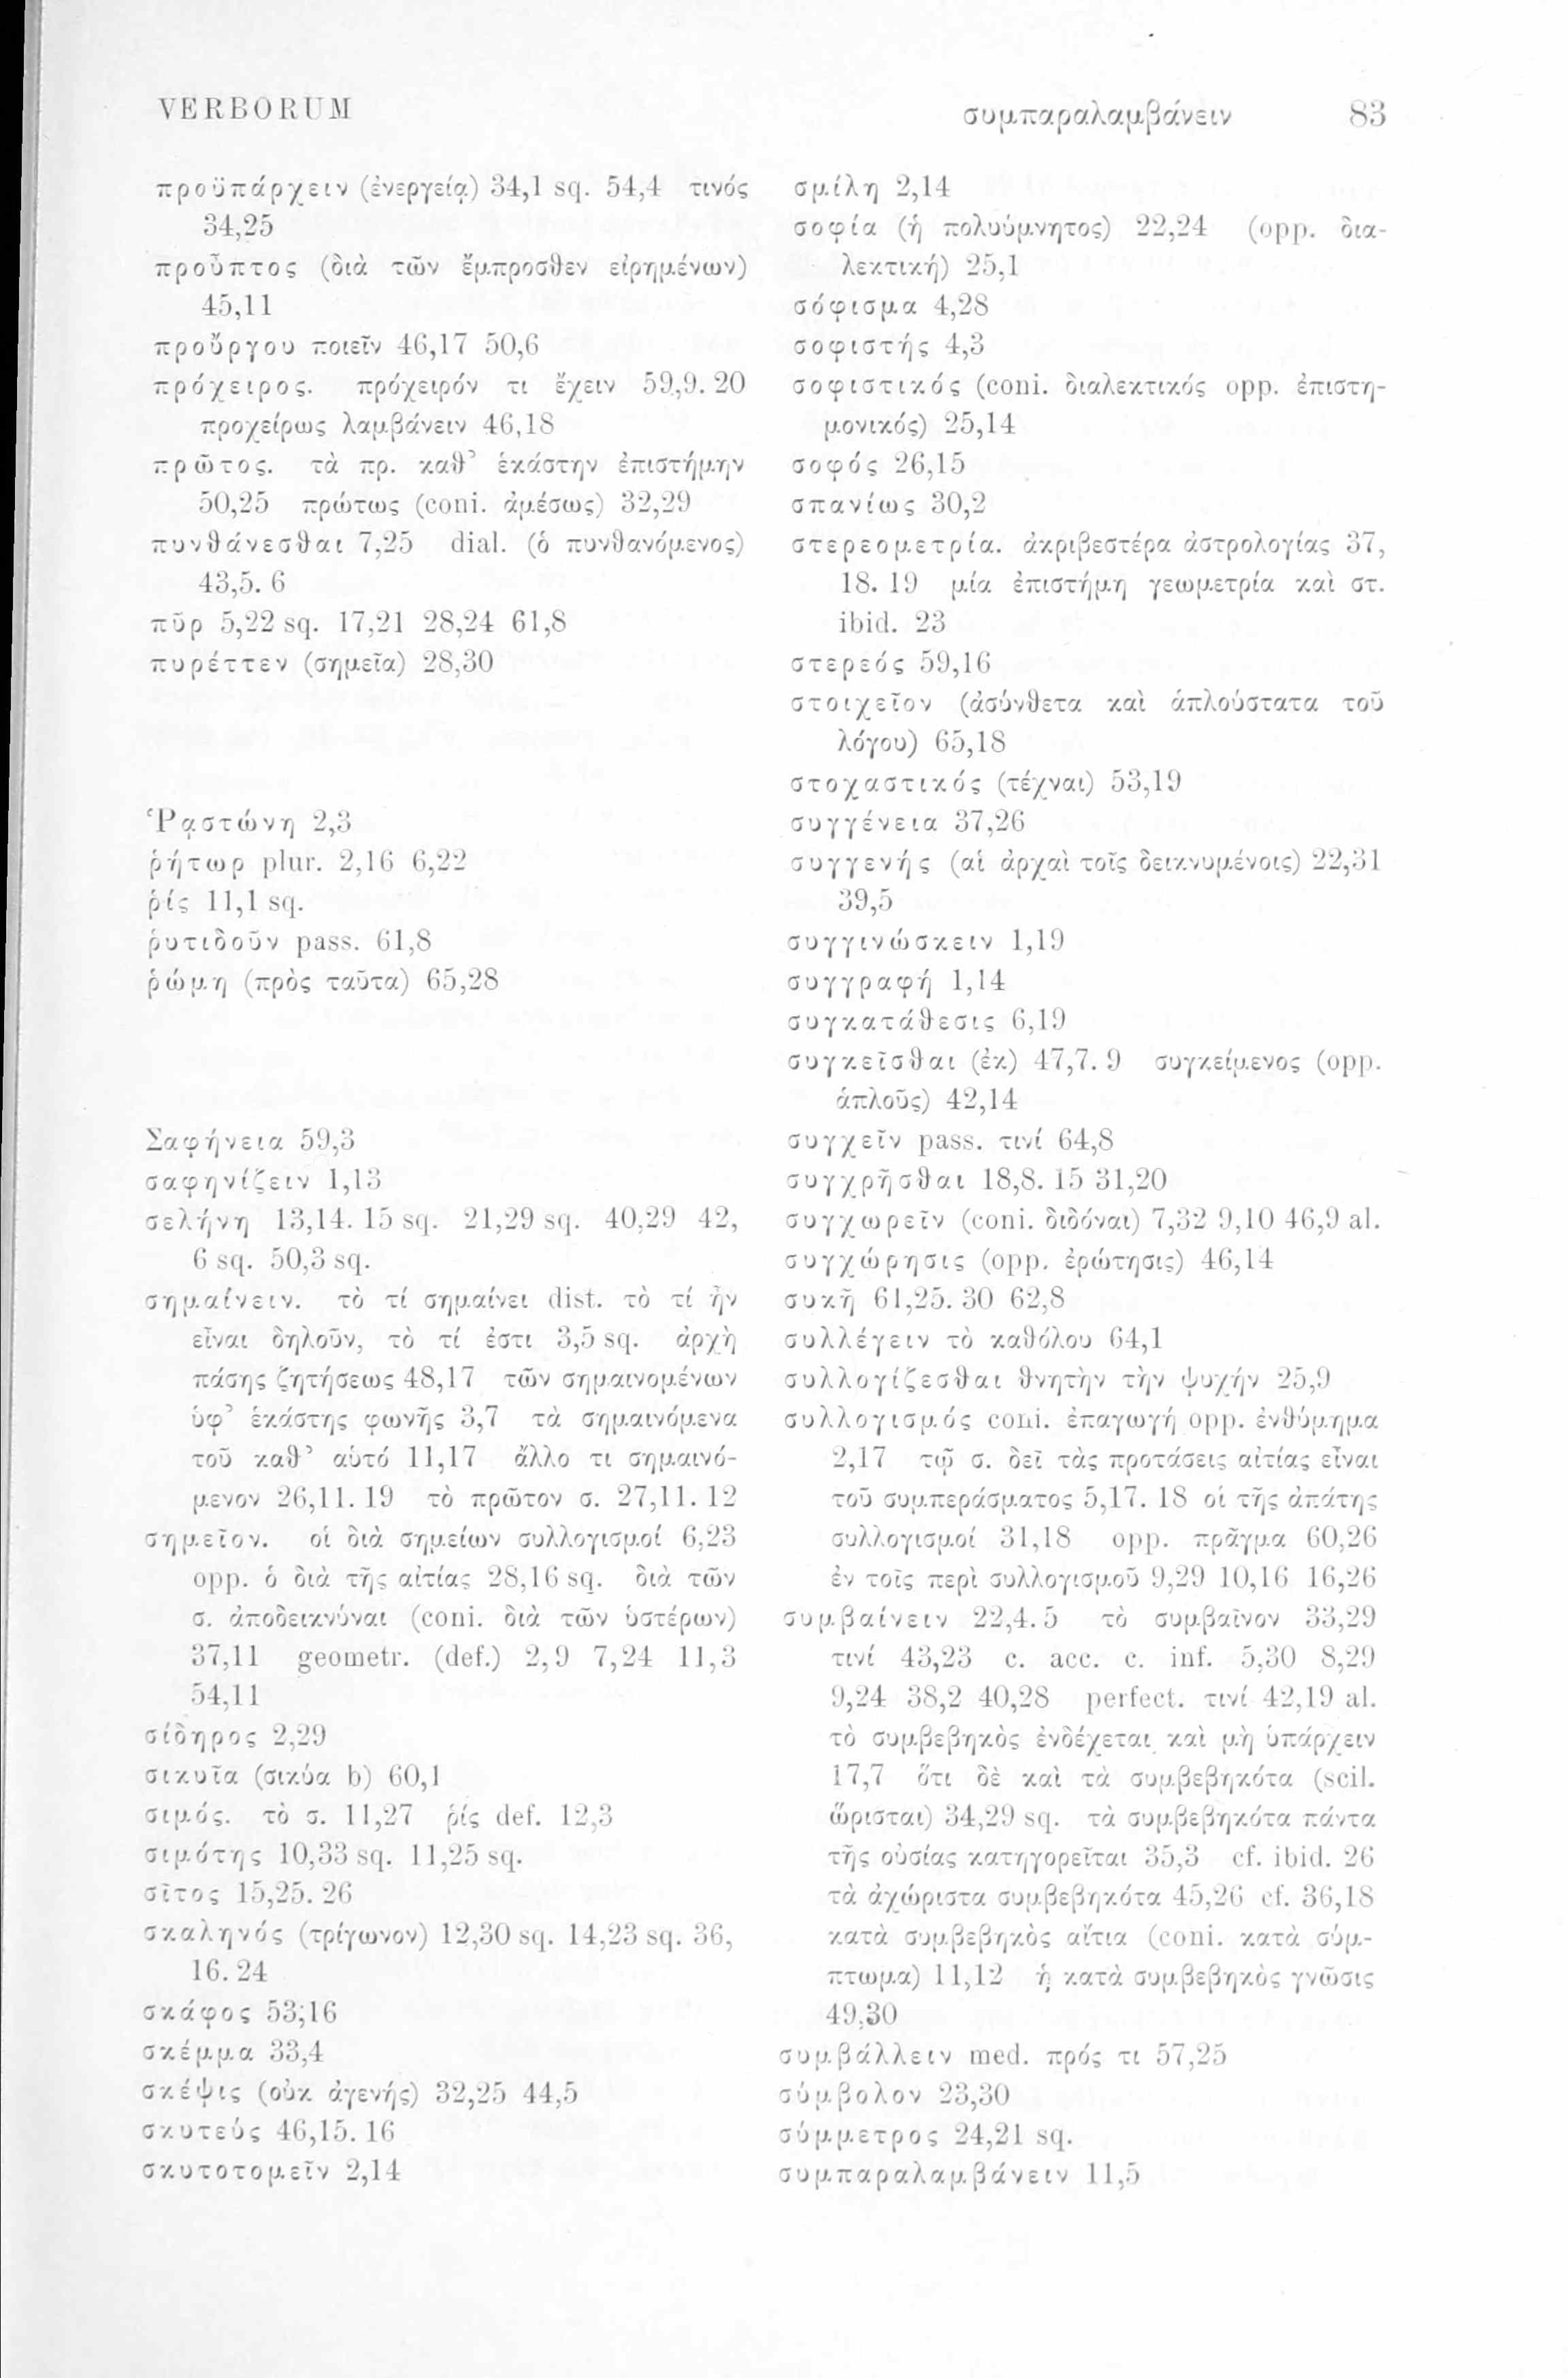 VERBORUM συμπαραλαμβάνειν 83
προϋπάρχειν (ἐνεργείᾳ) 34,1 sq. 54,4 τινός
34,25
προῦπτος (διὰ τῶν ἔμπροσθεν εἰρημένων)
45,11
προὔργου ποιεῖν 46,17 50,6
πρόχειρος. πρόχειρόν τι ἔχειν 59,9. 20
προχείρως λαμβάνειν 46,18
πρῶτος. τὰ πρ. καθ᾽ ἑκάστην ἐπιστήμην
50,25 πρώτως (coni. ἀμέσως) 32,29
πυνθάνεσθαι 7,25 dial. (ὁ πυνθανόμενος)
43,5. 6
πῦρ 5,22 sq. 17,21 28,24 61,8
πυρέττεν (σημεῖα) 28,30
Ῥᾳστώνη 2,3
ῥήτωρ plur. 2,16 6,22
ῥίς 11,1 sq.
ῥυτιδοῦν pass. 61,8
ῥώμη (πρὸς ταῦτα) 65,28
Σαφήνεια 59,3
σαφηνίζειν 1,13
σελήνη 13,14. 15 sq. 21,29 sq. 40,29 42,
6 sq. 50,3 sq.
σημαίνειν. τὸ τί σημαίνει dist. τὸ τί ἦν
εἶναι δηλοῦν, τὸ τί ἐστι 3,5 sq. ἀρχὴ
πάσης ζητήσεως 48,17 τῶν σημαινομένων
ὑφ᾽ ἑκάστης φωνῆς 3,7 τὰ σημαινόμενα
τοῦ καθ᾽ αὑτό 11,17 ἄλλο τι σημαινό-
μενον 26,11. 19 τὸ πρῶτον σ. 27,11. 12
σημεῖον. οἱ διὰ σημείων συλλογισμοί 6,23
opp. ὁ διὰ τῆς αἰτίας 28,16 sq. διὰ τῶν
σ. ἀποδεικνύναι (coni. διὰ τῶν ὑστέρων)
37,11 geometr. (def.) 2,9 7,24 11,3
54,11
σίδηρος 2,29
σικυῖα (σικύα b) 60,1
σιμός. τὸ σ. 11,27 ῥίς def. 12,3
σιμότης 10,33 sq. 11,25 sq.
σῖτος 15,25. 26
σκαληνός (τρίγωνον) 12,30 sq. 14,23 sq. 36,
16. 24
σκάφος 53,16
σκέμμα 33,4
σκέψις (οὐκ ἀγενής) 32,25 44,5
σκυτεύς 46,15. 16
σκυτοτομεῖν 2,14
σμίλη 2,14
σοφία (ἡ πολυύμνητος) 22,24 (opp. δια-
λεκτική) 25,1
σόφισμα 4,28
σοφιστής 4,3
σοφιστικός (coni. διαλεκτικός opp. ἐπιστη-
μονικός) 25,14
σοφός 26,15
σπανίως 30,2
στερεομετρία. ἀκριβεστέρα ἀστρολογίας 37,
18. 19 μία ἐπιστήμη γεωμετρία καὶ στ.
ibid. 23
στερεός 59,16
στοιχεῖον (ἀσύνθετα καὶ ἁπλούστατα τοῦ
λόγου) 65,18
στοχαστικός (τέχναι) 53,19
συγγένεια 37,26
συγγενής (αἱ ἀρχαὶ τοῖς δεικνυμένοις) 22,31
39,5
συγγινώσκειν 1,19
συγγραφή 1,14
συγκατάθεσις 6,19
συγκεῖσθαι (ἐκ) 47,7. 9 συγκείμενος (opp.
ἁπλοῦς) 42,14
συγχεῖν pass. τινί 64,8
συγχρῆσθαι 18,8. 15 31,20
συγχωρεῖν (coni. διδόναι) 7,32 9,10 46,9 al.
συγχώρησις (opp. ἐρώτησις) 46,14
συκῆ 61,25. 30 62,8
συλλέγειν τὸ καθόλου 64,1
συλλογίζεσθαι θνητὴν τὴν ψυχήν 25,9
συλλογισμός coni. ἐπαγωγή opp. ἐνθύμημα
2,17 τῷ σ. δεῖ τὰς προτάσεις αἰτίας εἶναι
τοῦ συμπεράσματος 5,17. 18 οἱ τῆς ἀπάτης
συλλογισμοί 31,18 opp. πρᾶγμα 60,26
ἐν τοῖς περὶ συλλογισμοῦ 9,29 10,16 16,26
συμβαίνειν 22,4. 5 τὸ συμβαῖνον 33,29
τινί 43,23 c. acc. c. inf. 5,30 8,29
9,24 38,2 40,28 perfect. τινί 42,19 al.
τὸ συμβεβηκὸς ἐνδέχεται καὶ μὴ ὑπάρχειν
17,7 ὅτι δὲ καὶ τὰ συμβεβηκότα (scil.
ὥρισται) 34,29 sq. τὰ συμβεβηκότα πάντα
τῆς οὐσίας κατηγορεῖται 35,3 cf. ibid. 26
τὰ ἀχώριστα συμβεβηκότα 45,26 cf. 36,18
κατὰ συμβεβηκὸς αἴτια (coni. κατὰ σύμ-
πτωμα) 11,12 ἡ κατὰ συμβεβηκὸς γνῶσις
49,30
συμβάλλειν med. πρός τι 57,25
σύμβολον 23,30
σύμμετρος 24,21 sq.
συμπαραλαμβάνειν 11,5